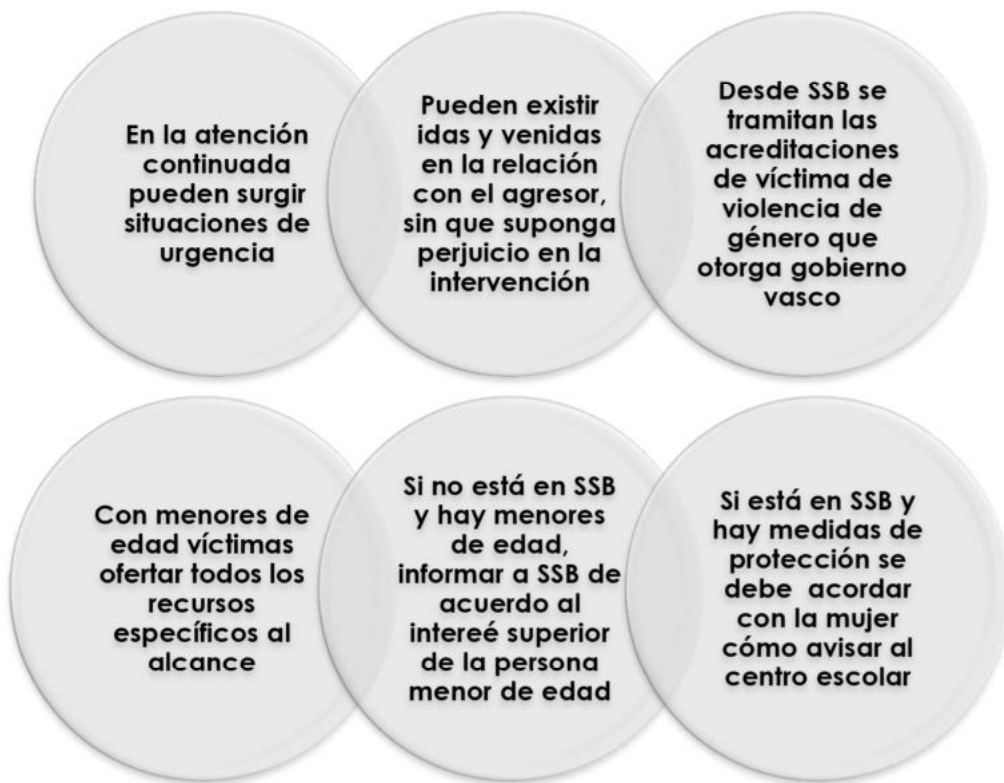 En la atención
continuada
pueden surgir
situaciones de
urgencia
Pueden existir
idas y venidas
en la relación
con el agresor,
sin que suponga
perjuicio en la
intervención
Desde SSB se
tramitan las
acreditaciones
de víctima de
violencia de
género que
otorga gobierno
vasco
Con menores de
edad víctimas
ofertar todos los
recursos
específicos al
alcance
Si no está en SSB
y hay menores
de edad,
informar a SSB de
acuerdo al
intereé superior
de la persona
menor de edad
Si está en SSB y
hay medidas de
protección se
debe acordar
con la mujer
cómo avisar al
centro escolar